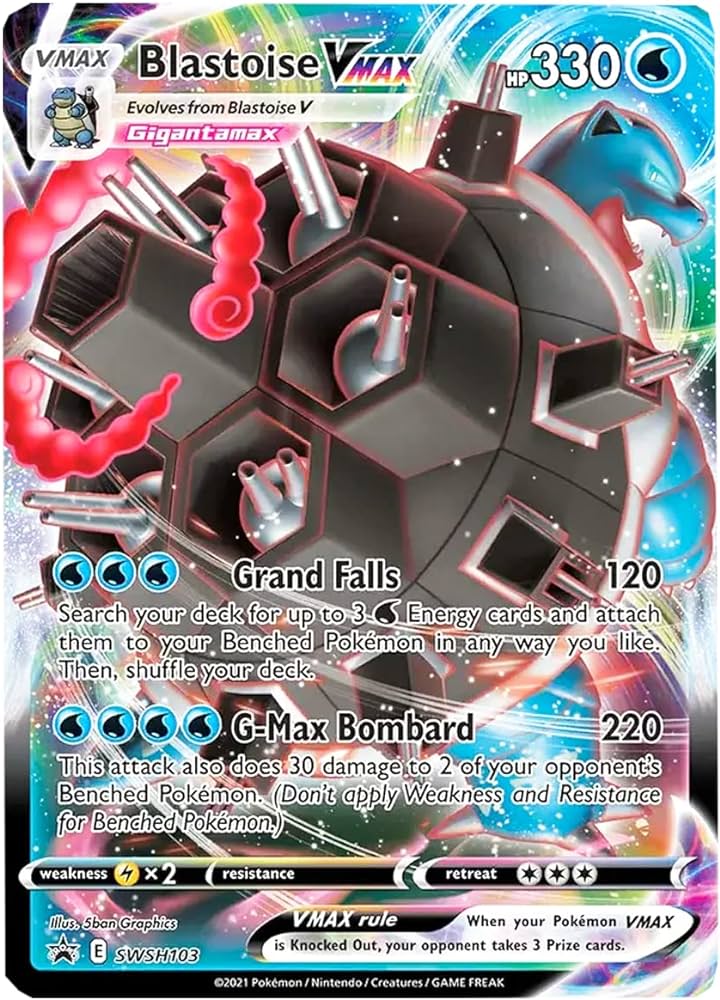 VMAX
Blastoise VMAX
HP 330
Evolves from Blastoise V
Gigantamax
Grand Falls 120
Search your deck for up to 3 Energy cards and attach
them to your Benched Pokémon in any way you like.
Then, shuffle your deck.
G-Max Bombard 220
This attack also does 30 damage to 2 of your opponent's
Benched Pokémon. (Don't apply Weakness and Resistance
for Benched Pokémon.)
weakness ×2 resistance retreat
Illus. 5ban Graphics
VMAX rule When your Pokémon VMAX
is Knocked Out, your opponent takes 3 Prize cards.
E SWSH103
©2021 Pokémon / Nintendo / Creatures / GAME FREAK